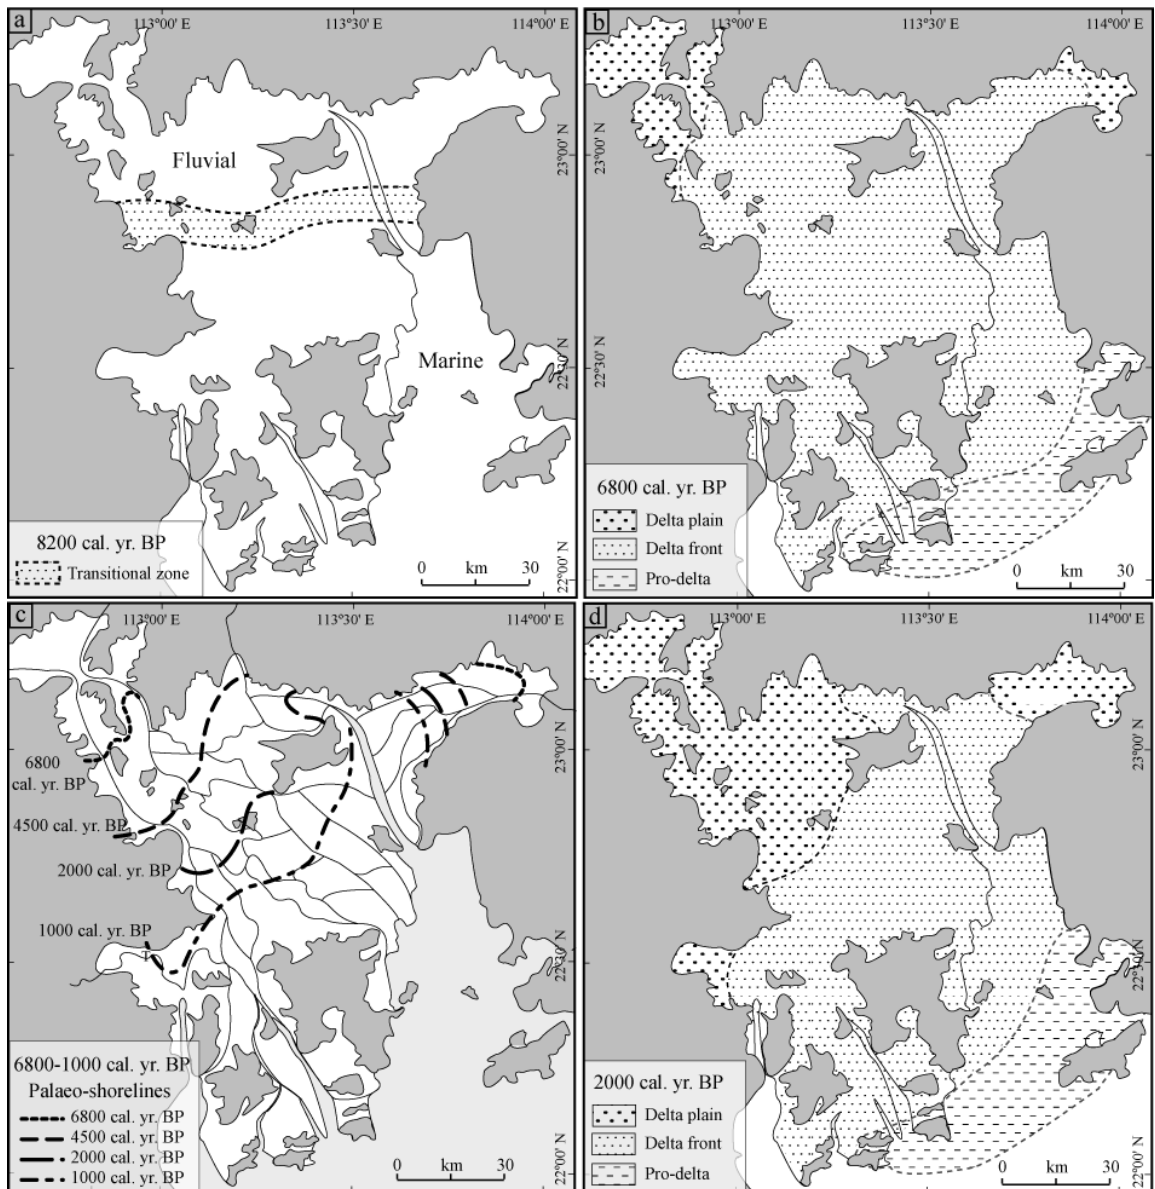 a
113°00' E
113°30' E
114°00' E
23°00' N
Fluvial
22°30' N
Marine
8200 cal. yr. BP
Transitional zone
22°00' N
0 km 30
b
113°00' E
113°30' E
114°00' E
23°00' N
22°30' N
6800 cal. yr. BP
Delta plain
Delta front
Pro-delta
22°00' N
0 km 30
c
113°00' E
113°30' E
114°00' E
23°00' N
6800
cal. yr. BP
4500 cal. yr. BP
2000 cal. yr. BP
1000 cal. yr. BP
22°30' N
6800-1000 cal. yr. BP
Palaeo-shorelines
6800 cal. yr. BP
4500 cal. yr. BP
2000 cal. yr. BP
1000 cal. yr. BP
22°00' N
0 km 30
d
113°00' E
113°30' E
114°00' E
23°00' N
22°30' N
2000 cal. yr. BP
Delta plain
Delta front
Pro-delta
22°00' N
0 km 30